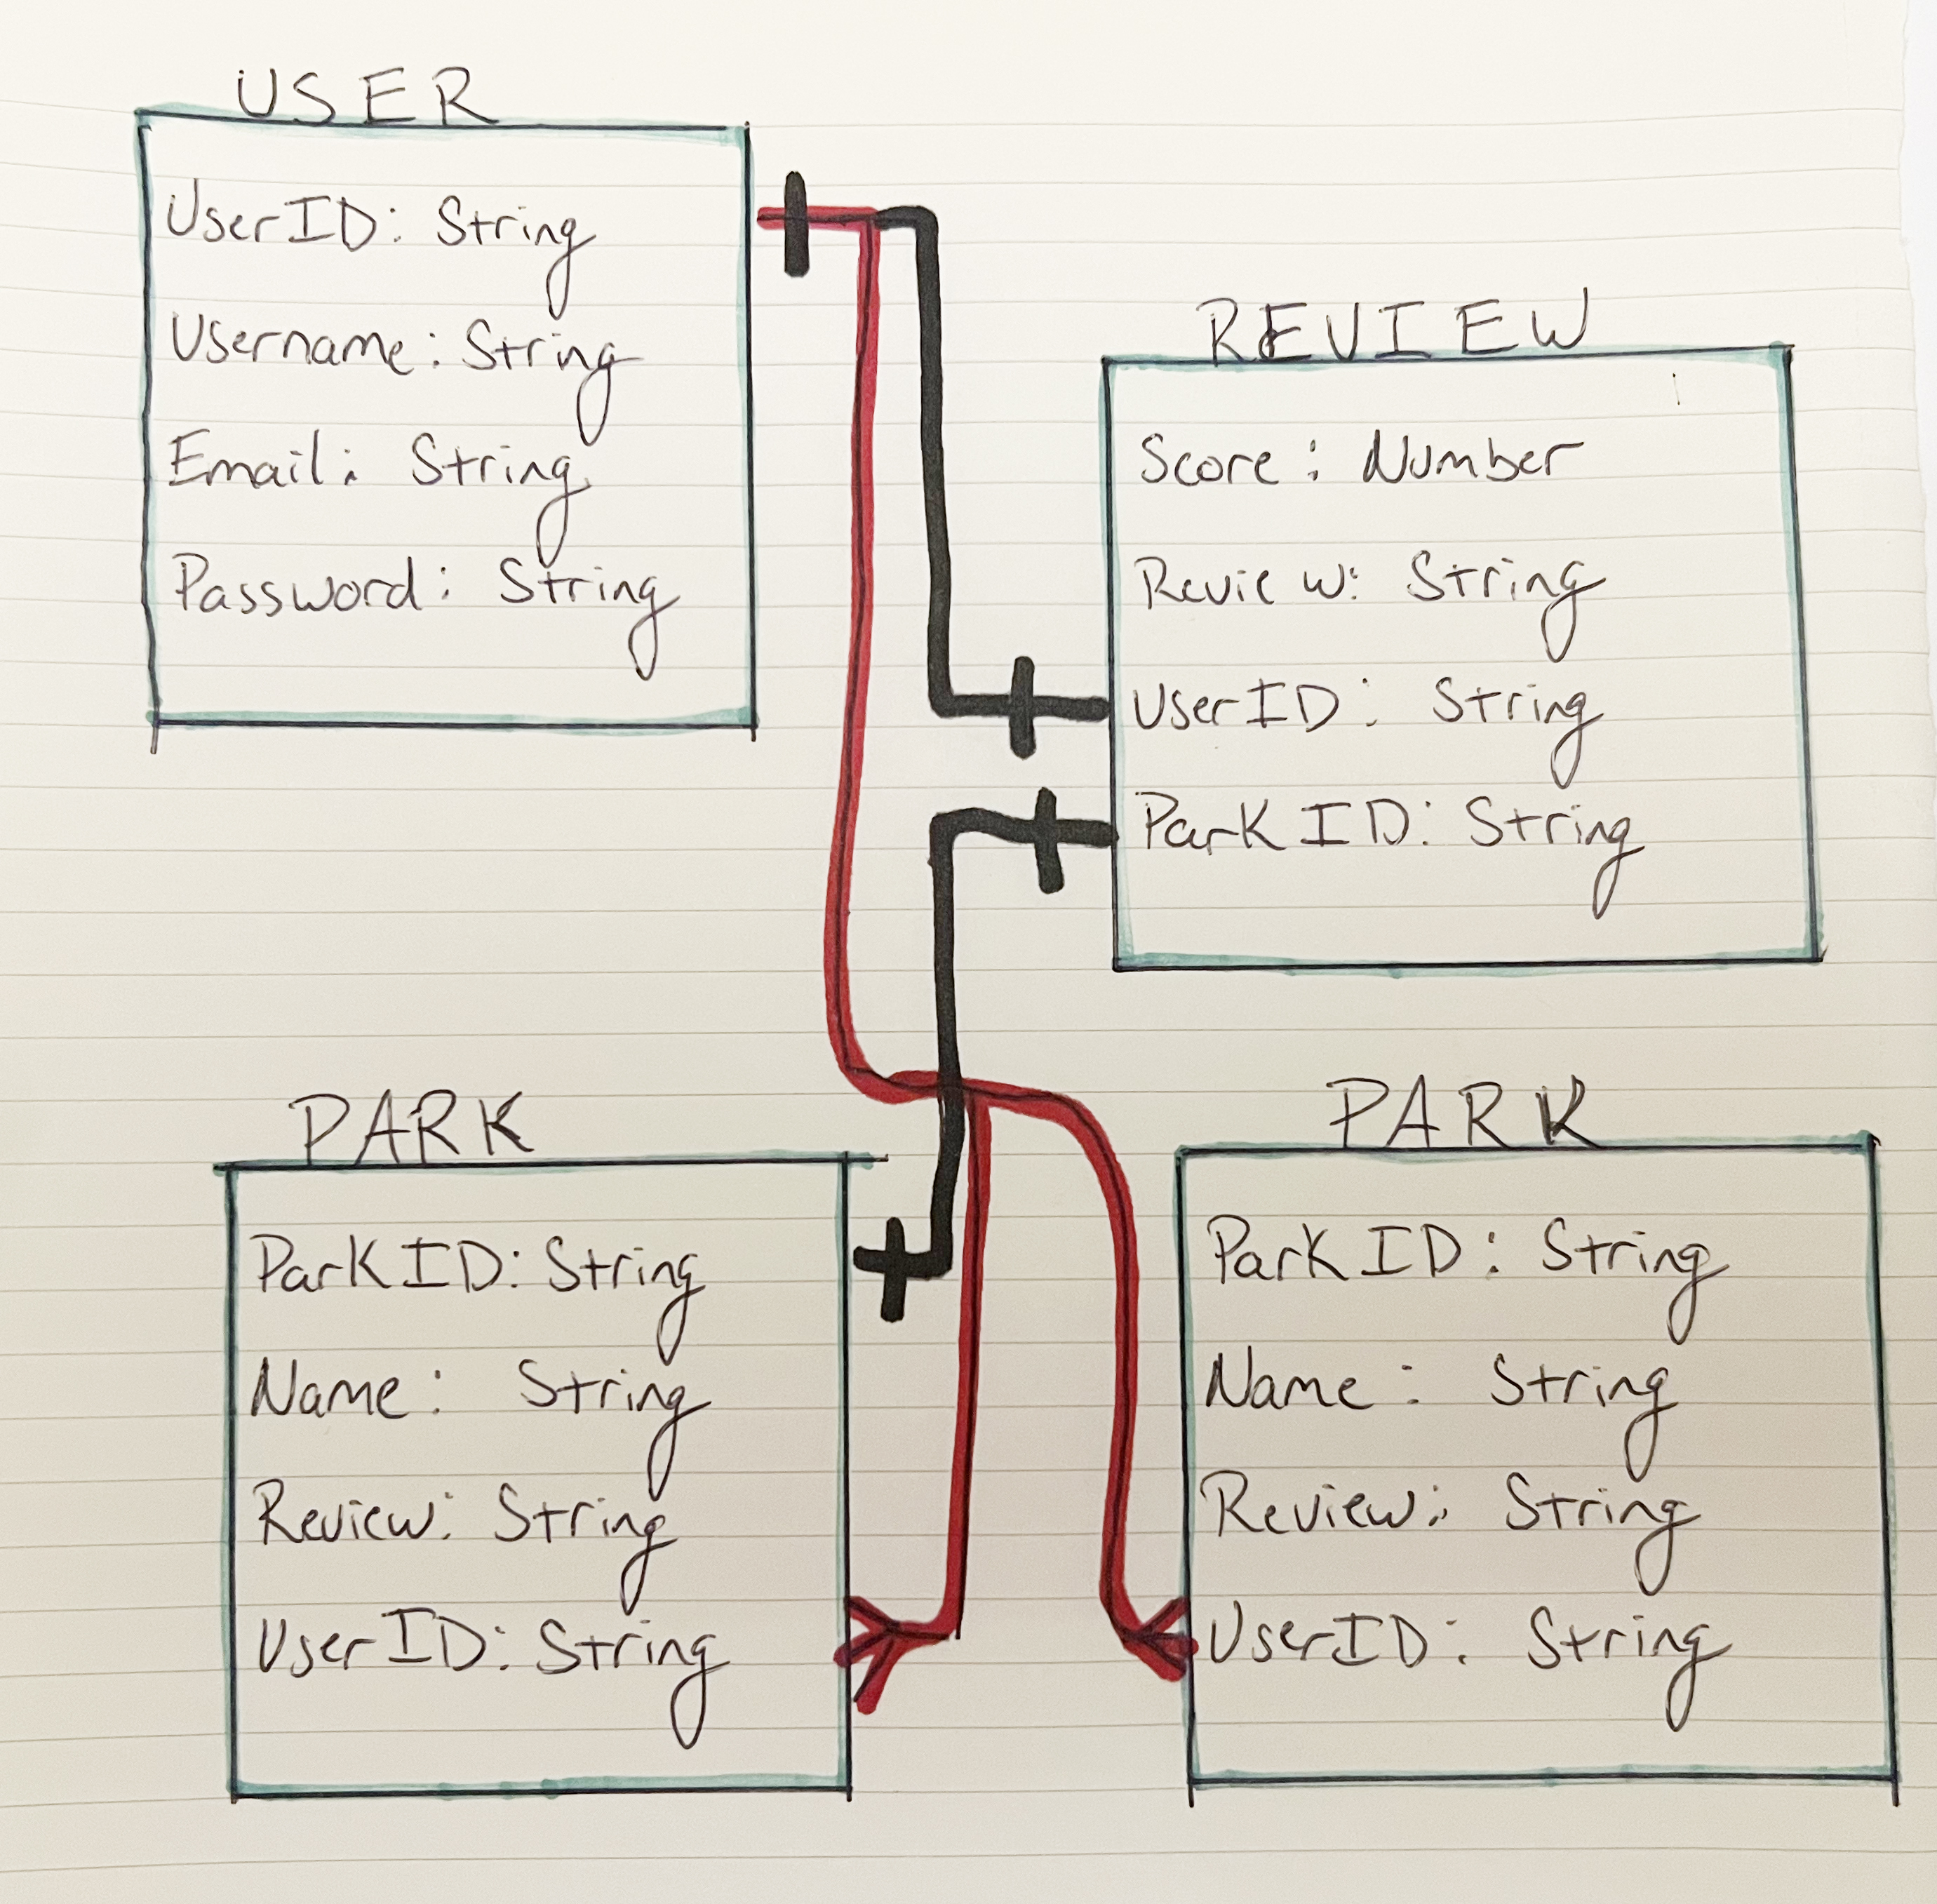 USER
UserID: String
Username: String
Email: String
Password: String
REVIEW
Score: Number
Review: String
UserID: String
ParkID: String
PARK
ParkID: String
Name: String
Review: String
UserID: String
PARK
ParkID: String
Name: String
Review: String
UserID: String